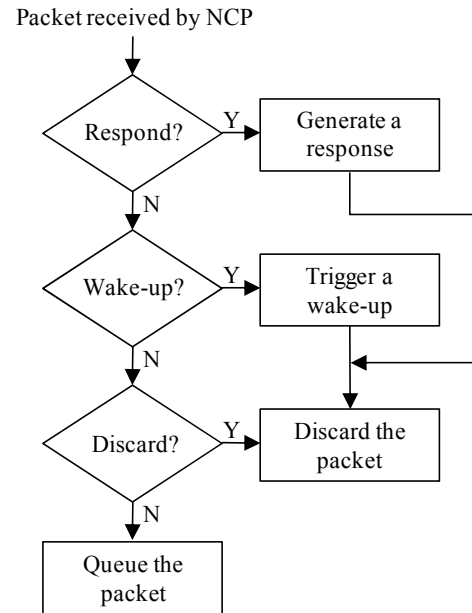 Packet received by NCP
Respond?
Y
Generate a
response
N
Wake-up?
Y
Trigger a
wake-up
N
Discard?
Y
Discard the
packet
N
Queue the
packet